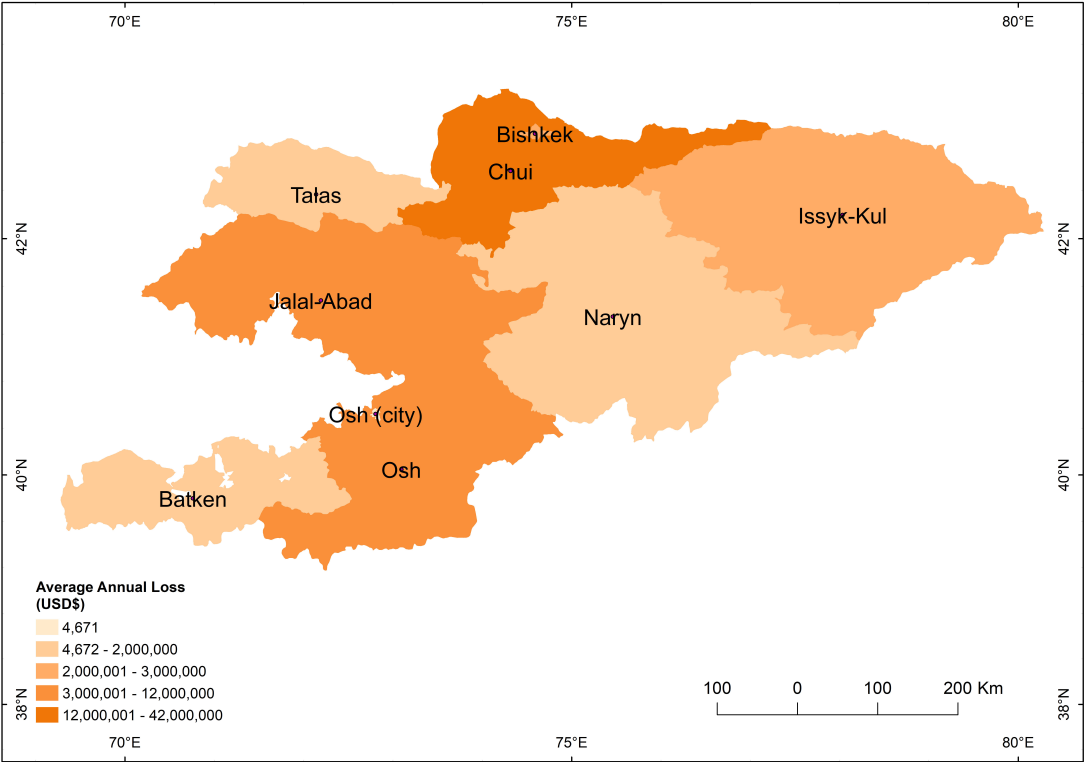 70°E 75°E 80°E
Bishkek
Chui
Talas
Issyk-Kul
42°N 42°N
Jalal-Abad
Naryn
Osh (city)
Osh
40°N 40°N
Batken
Average Annual Loss
(USD$)
4,671
4,672 - 2,000,000
2,000,001 - 3,000,000
3,000,001 - 12,000,000
12,000,001 - 42,000,000
100 0 100 200 Km
38°N 38°N
70°E 75°E 80°E